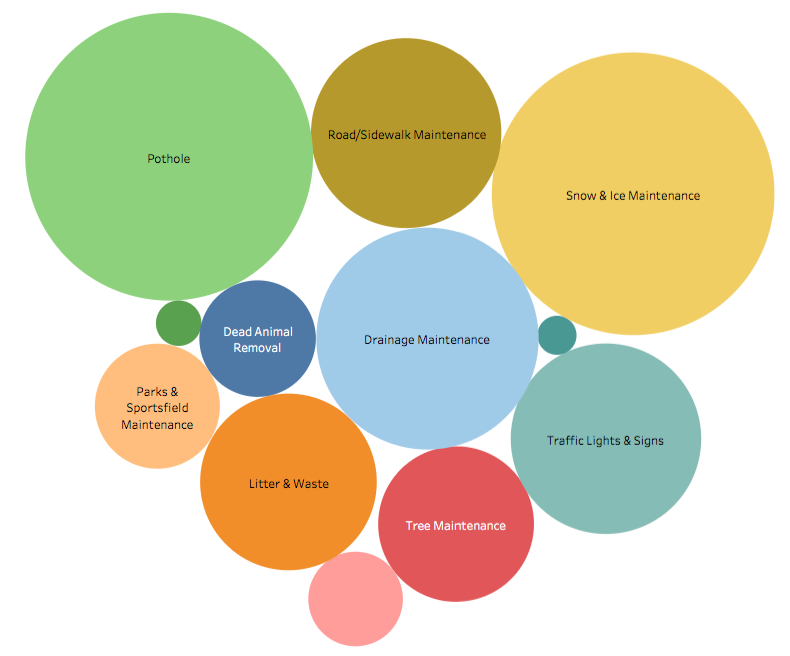 Road/Sidewalk Maintenance
Pothole
Snow & Ice Maintenance
Dead Animal
Removal
Drainage Maintenance
Parks &
Sportsfield
Maintenance
Traffic Lights & Signs
Litter & Waste
Tree Maintenance